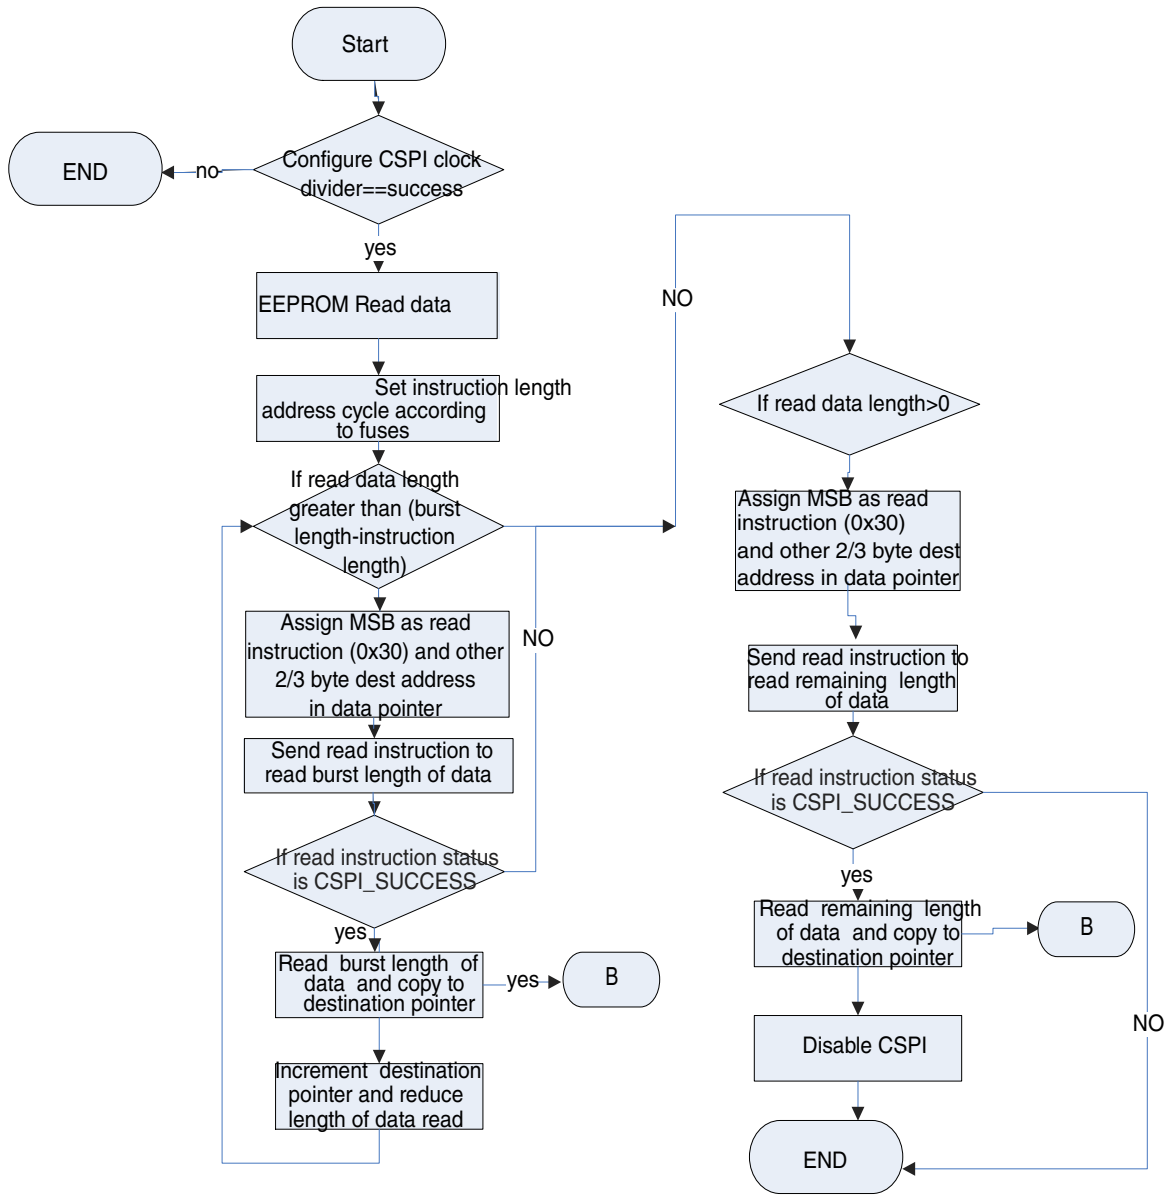 Start
Configure CSPI clock
divider==success
no
END
yes
EEPROM Read data
Set instruction length
address cycle according
to fuses
If read data length
greater than (burst
length-instruction
length)
NO
Assign MSB as read
instruction (0x30) and other
2/3 byte dest address
in data pointer
NO
Send read instruction to
read burst length of data
If read instruction status
is CSPI_SUCCESS
yes
Read burst length of
data and copy to
destination pointer
yes
B
Increment destination
pointer and reduce
length of data read
If read data length>0
Assign MSB as read
instruction (0x30)
and other 2/3 byte dest
address in data pointer
Send read instruction to
read remaining length
of data
If read instruction status
is CSPI_SUCCESS
yes
Read remaining length
of data and copy to
destination pointer
B
NO
Disable CSPI
END